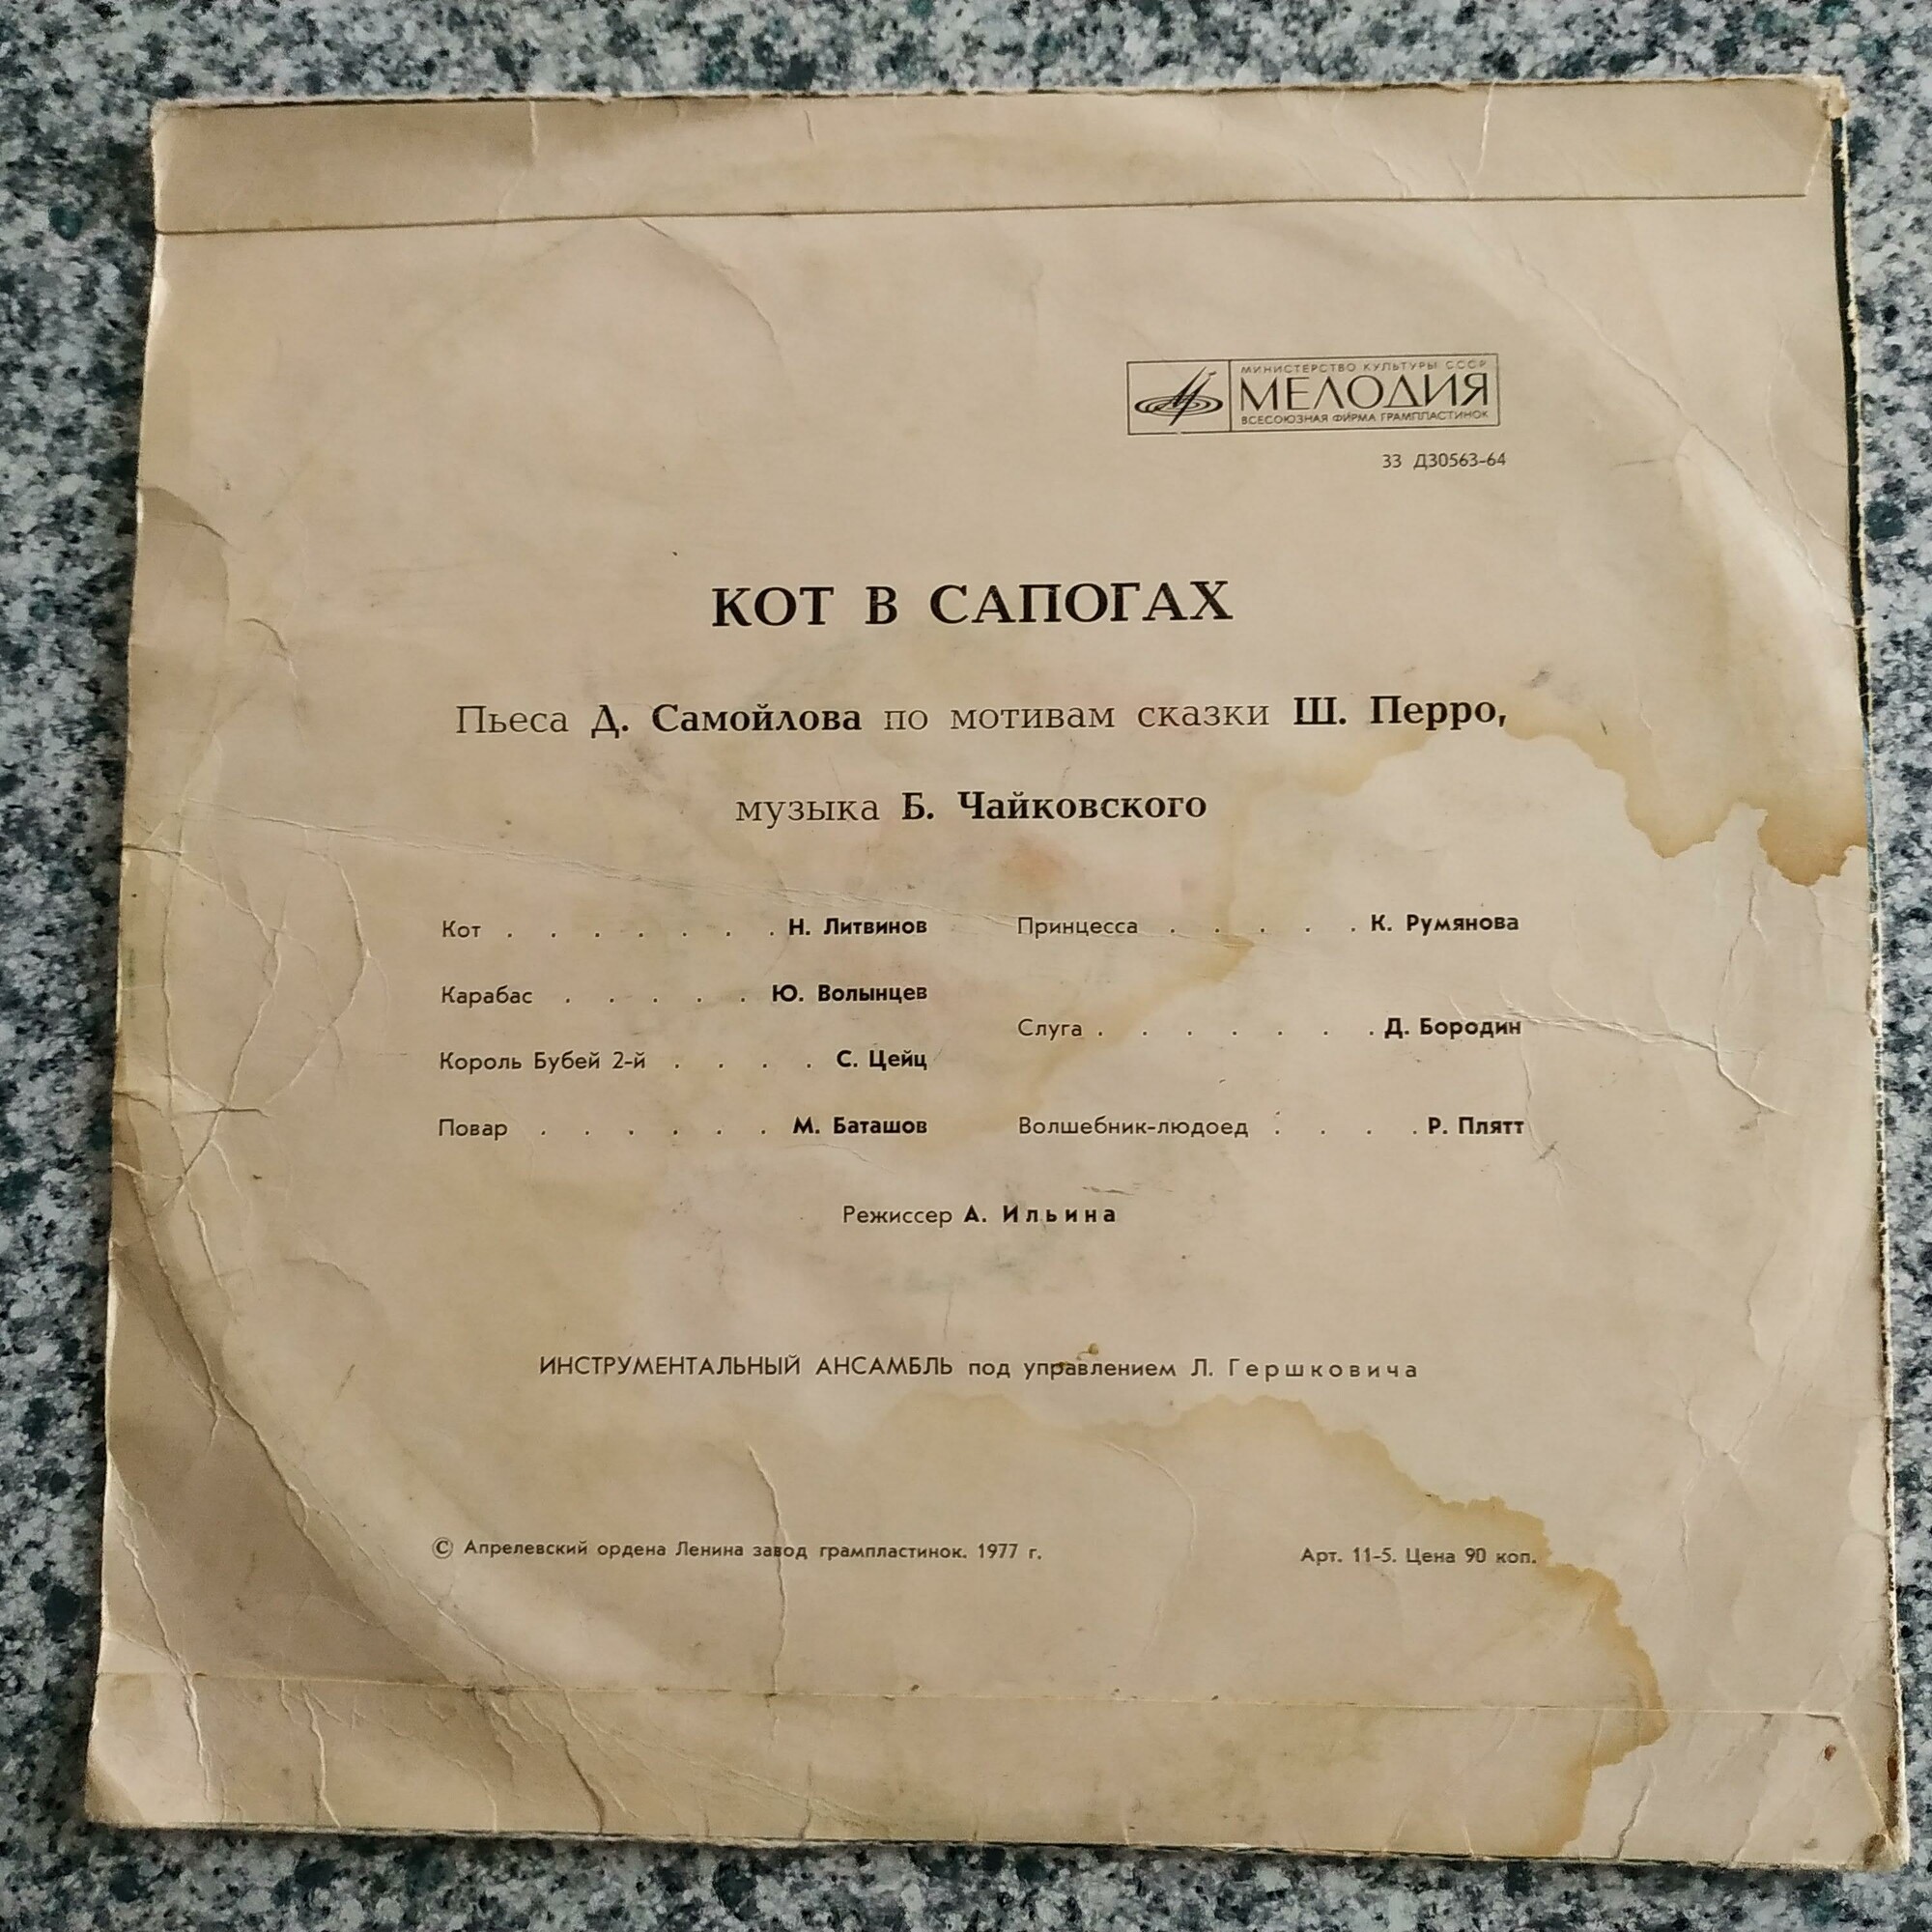 МИНИСТЕРСТВО КУЛЬТУРЫ СССР
МЕЛОДИЯ
ВСЕСОЮЗНАЯ ФИРМА ГРАМПЛАСТИНОК
33 Д30563-64
КОТ В САПОГАХ
Пьеса Д. Самойлова по мотивам сказки Ш. Перро,
музыка Б. Чайковского
Кот . . . . . . . Н. Литвинов
Карабас . . . . . Ю. Волынцев
Король Бубей 2-й . . . . С. Цейц
Повар . . . . . . М. Баташов
Принцесса . . . . . К. Румянова
Слуга . . . . . . . Д. Бородин
Волшебник-людоед . . . . Р. Плятт
Режиссер А. Ильина
ИНСТРУМЕНТАЛЬНЫЙ АНСАМБЛЬ под управлением Л. Гершковича
© Апрелевский ордена Ленина завод грампластинок. 1977 г.
Арт. 11-5. Цена 90 коп.